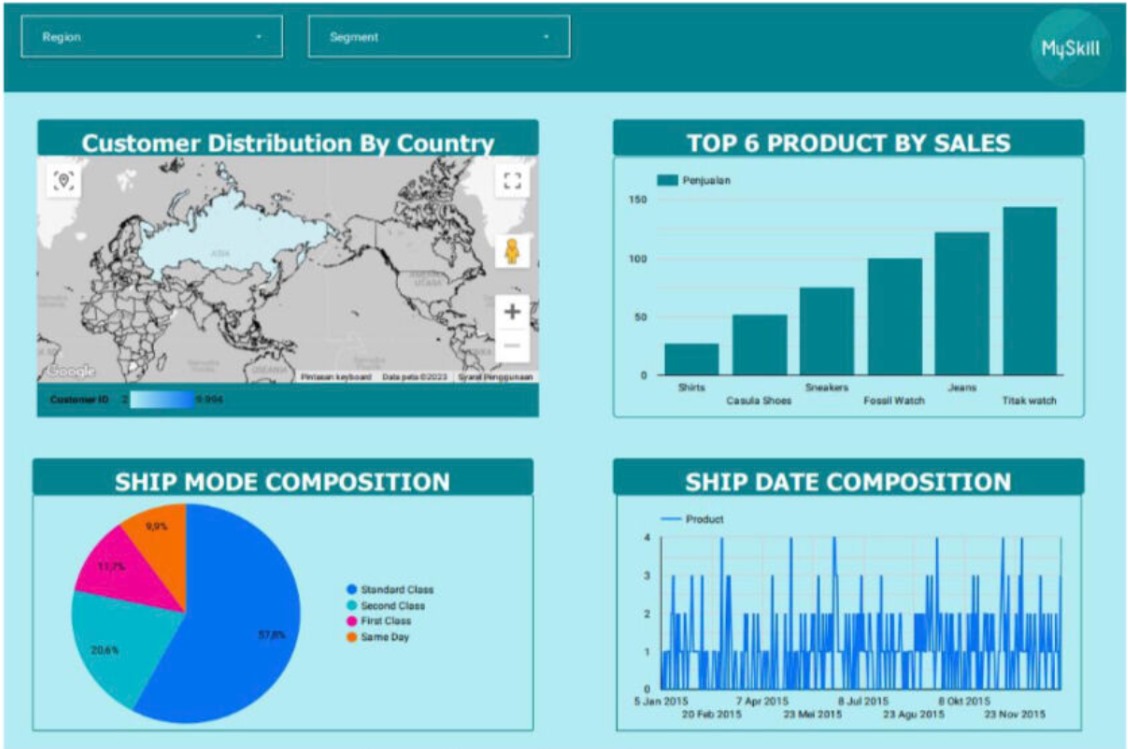 Region
Segment
MySkill
Customer Distribution By Country
ASIA
OSEANIA
Google
Pintasan keyboard
Data peta ©2023
Syarat Penggunaan
Customer ID 2 9.994
TOP 6 PRODUCT BY SALES
Penjualan
150
100
50
0
Shirts
Casula Shoes
Sneakers
Fossil Watch
Jeans
Titak watch
SHIP MODE COMPOSITION
9,9%
11,7%
20,6%
57,8%
Standard Class
Second Class
First Class
Same Day
SHIP DATE COMPOSITION
Product
4
3
2
1
0
5 Jan 2015
20 Feb 2015
7 Apr 2015
23 Mei 2015
8 Jul 2015
23 Agu 2015
8 Okt 2015
23 Nov 2015